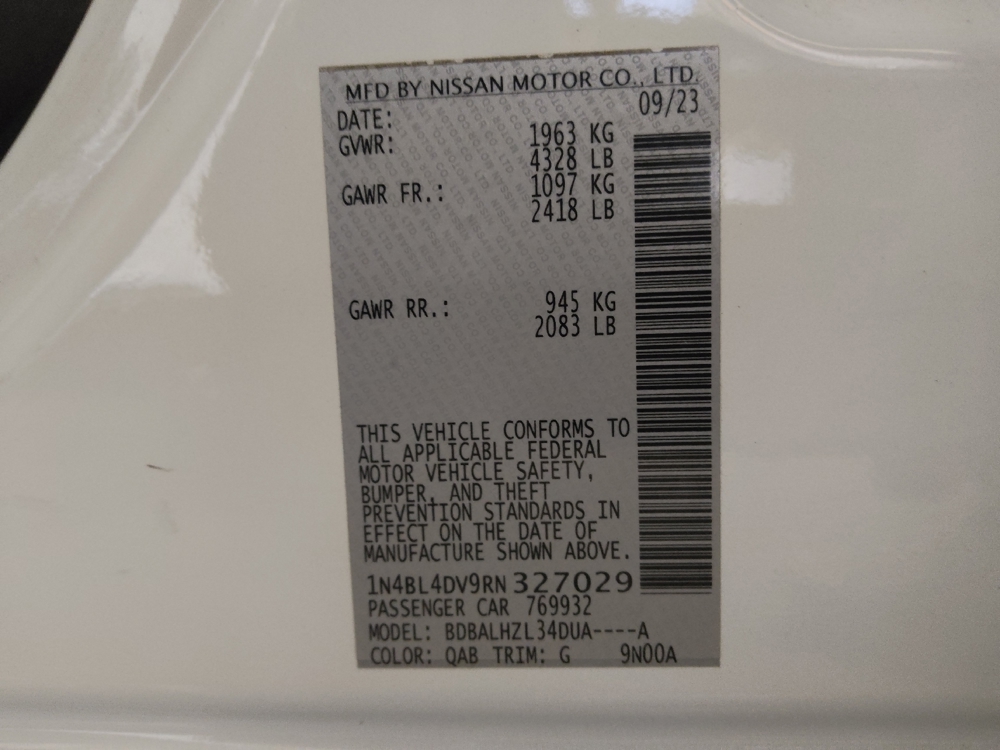 MFD BY NISSAN MOTOR CO., LTD.
DATE: 09/23
GVWR: 1963 KG
4328 LB
GAWR FR.: 1097 KG
2418 LB
GAWR RR.: 945 KG
2083 LB
THIS VEHICLE CONFORMS TO
ALL APPLICABLE FEDERAL
MOTOR VEHICLE SAFETY,
BUMPER, AND THEFT
PREVENTION STANDARDS IN
EFFECT ON THE DATE OF
MANUFACTURE SHOWN ABOVE.
1N4BL4DV9RN327029
PASSENGER CAR 769932
MODEL: BDBALHZL34DUA----A
COLOR: QAB TRIM: G 9N00A